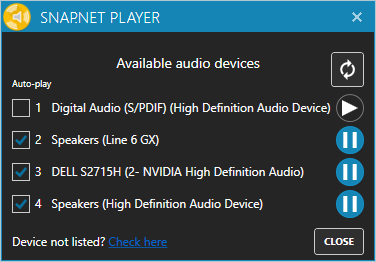 SNAP.NET PLAYER
Available audio devices
Auto-play
1 Digital Audio (S/PDIF) (High Definition Audio Device)
2 Speakers (Line 6 GX)
3 DELL S2715H (2- NVIDIA High Definition Audio)
4 Speakers (High Definition Audio Device)
Device not listed? Check here
CLOSE